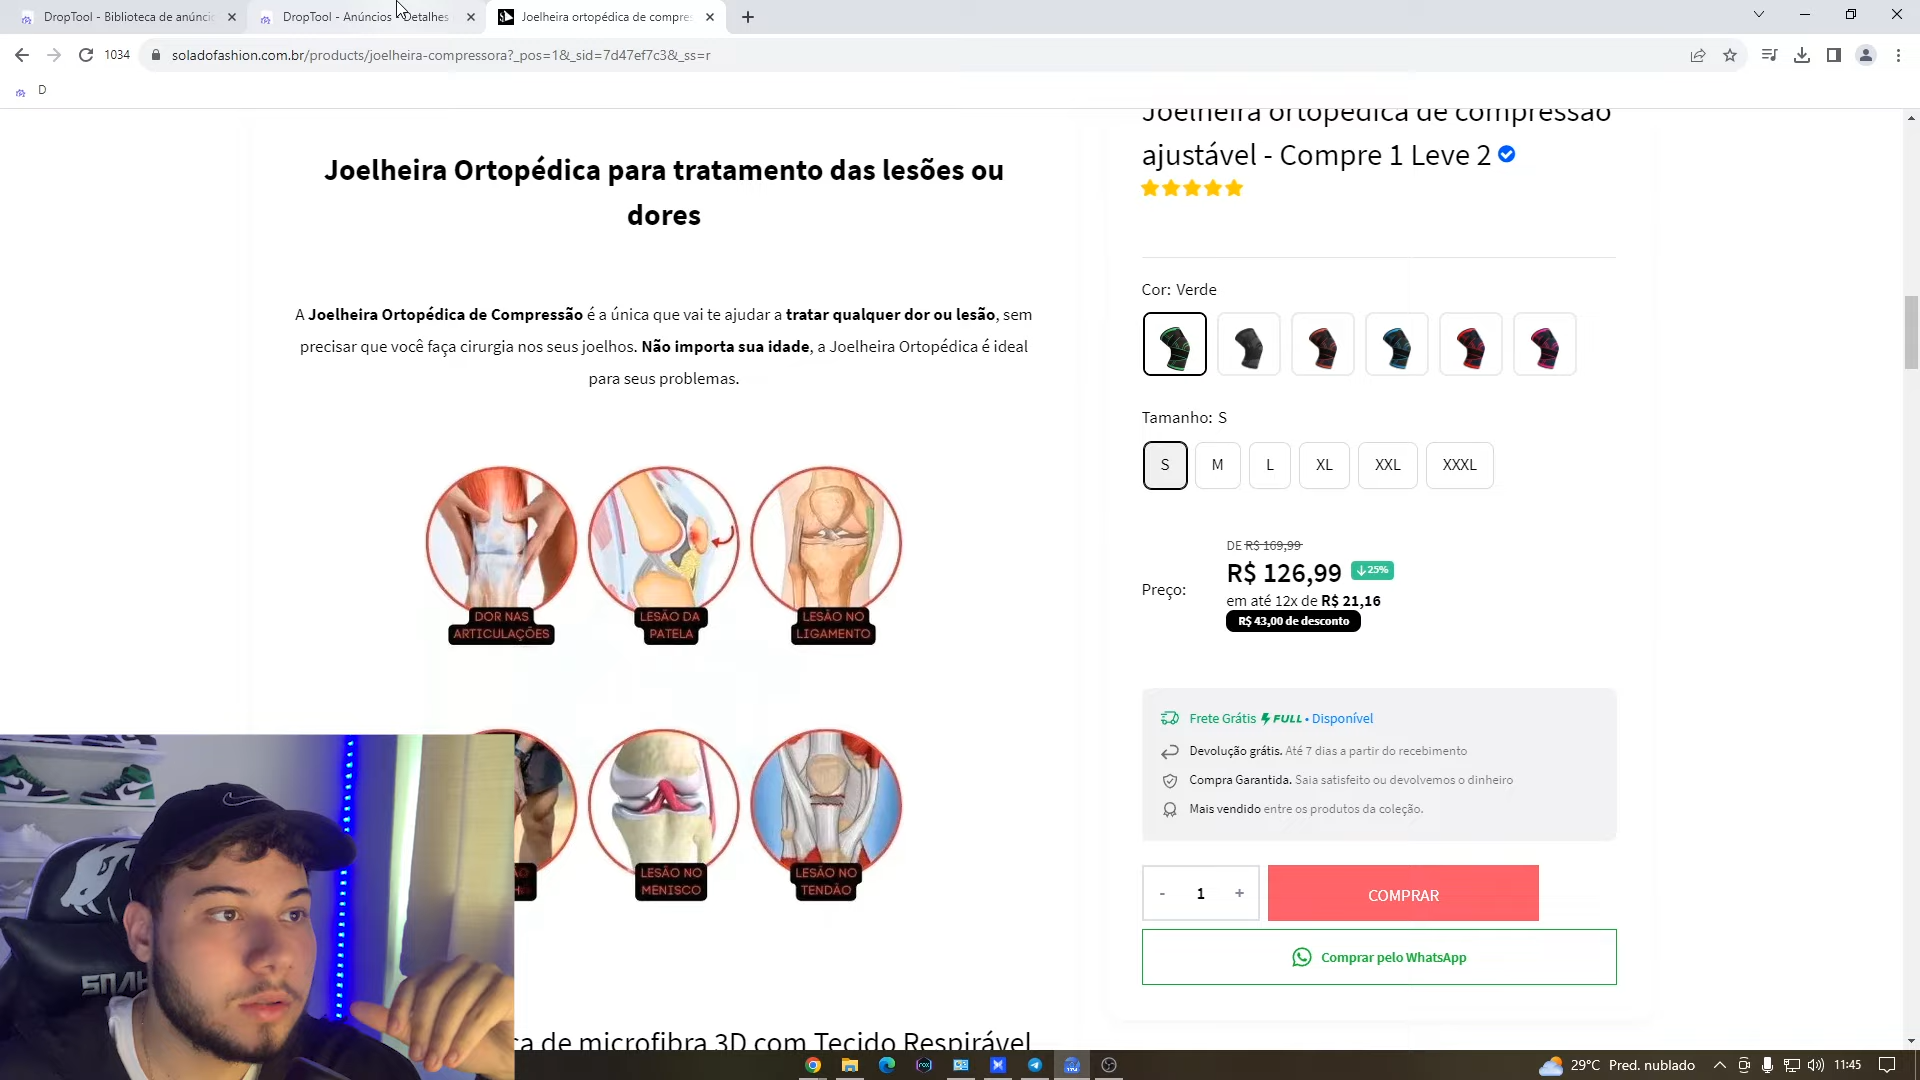 DropTool - Biblioteca de anúnci
DropTool - Anúncios - Detalhes
Joelheira ortopédica de compres
1034
soladofashion.com.br/products/joelheira-compressora?_pos=1&_sid=7d47ef7c3&_ss=r
D
Joelheira Ortopédica para tratamento das lesões ou
dores
A Joelheira Ortopédica de Compressão é a única que vai te ajudar a tratar qualquer dor ou lesão, sem
precisar que você faça cirurgia nos seus joelhos. Não importa sua idade, a Joelheira Ortopédica é ideal
para seus problemas.
DOR NAS
ARTICULAÇÕES
LESÃO DA
PATELA
LESÃO NO
LIGAMENTO
LESÃO NO
MENISCO
LESÃO NO
TENDÃO
de microfibra 3D com Tecido Respirável
Joelheira ortopédica de compressão
ajustável - Compre 1 Leve 2
Cor: Verde
Tamanho: S
S
M
L
XL
XXL
XXXL
Preço:
DE R$ 169,99
R$ 126,99 25%
em até 12x de R$ 21,16
R$ 43,00 de desconto
Frete Grátis FULL • Disponível
Devolução grátis. Até 7 dias a partir do recebimento
Compra Garantida. Saia satisfeito ou devolvemos o dinheiro
Mais vendido entre os produtos da coleção.
- 1 +
COMPRAR
Comprar pelo WhatsApp
29°C Pred. nublado
11:45